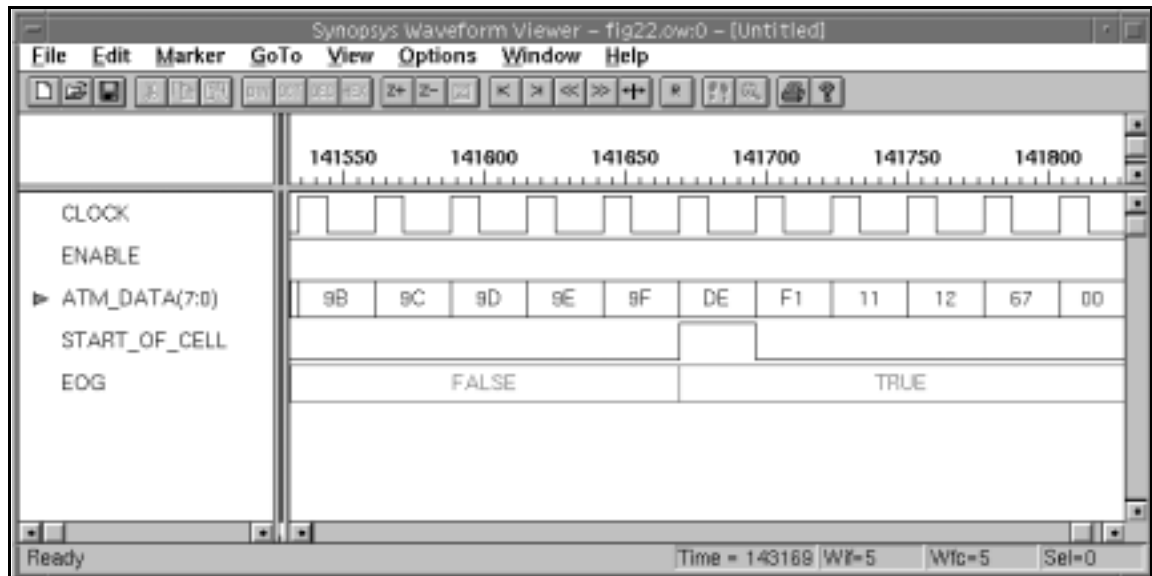 Synopsys Waveform Viewer – fig22.ow:0 – [Untitled]
File Edit Marker GoTo View Options Window Help
Z+ Z- R
141550 141600 141650 141700 141750 141800
CLOCK
ENABLE
ATM_DATA(7:0) 9B 9C 9D 9E 9F DE F1 11 12 67 00
START_OF_CELL
EOG FALSE TRUE
Ready Time = 143169 Wif=5 Wfc=5 Sel=0